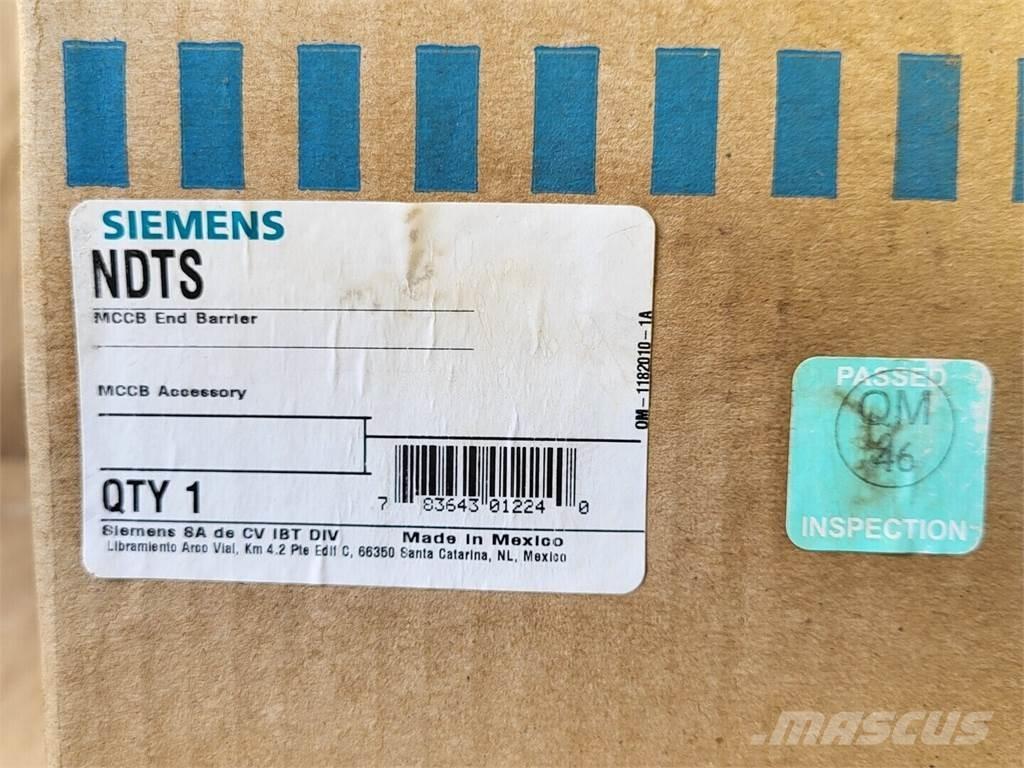 SIEMENS
NDTS
MCCB End Barrier
MCCB Accessory
QTY 1
7 83643 01224 0
Siemens SA de CV IBT DIV Made in Mexico
Libramiento Arco Vial, Km 4.2 Pte Edif C, 66350 Santa Catarina, NL, Mexico
QM-1182010-1A
PASSED
QM
46
INSPECTION
MASCUS